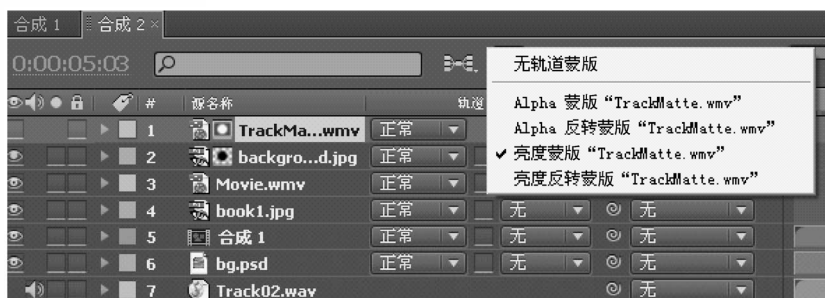 合成 1 合成 2 ×
0:00:05:03
无轨道蒙版
Alpha 蒙版“TrackMatte.wmv”
Alpha 反转蒙版“TrackMatte.wmv”
亮度蒙版“TrackMatte.wmv”
亮度反转蒙版“TrackMatte.wmv”
# 源名称 轨道
1 TrackMa...wmv 正常
2 backgro...d.jpg 正常
3 Movie.wmv 正常
4 book1.jpg 正常 无 无
5 合成 1 正常 无 无
6 bg.psd 正常 无 无
7 Track02.wav 无